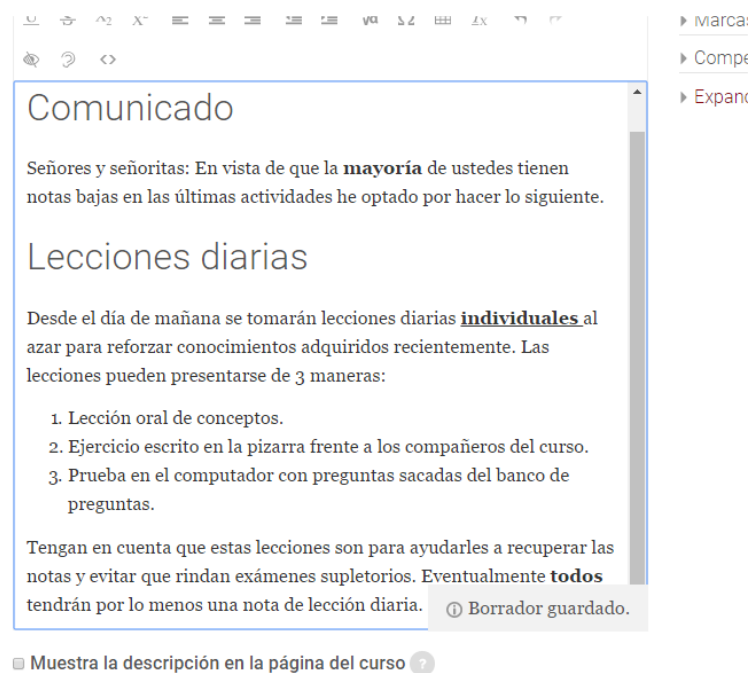 Comunicado
Señores y señoritas: En vista de que la mayoría de ustedes tienen
notas bajas en las últimas actividades he optado por hacer lo siguiente.
Lecciones diarias
Desde el día de mañana se tomarán lecciones diarias individuales al
azar para reforzar conocimientos adquiridos recientemente. Las
lecciones pueden presentarse de 3 maneras:
1. Lección oral de conceptos.
2. Ejercicio escrito en la pizarra frente a los compañeros del curso.
3. Prueba en el computador con preguntas sacadas del banco de
preguntas.
Tengan en cuenta que estas lecciones son para ayudarles a recuperar las
notas y evitar que rindan exámenes supletorios. Eventualmente todos
tendrán por lo menos una nota de lección diaria.
Borrador guardado.
Muestra la descripción en la página del curso ?
Marcas
Compe
Expand